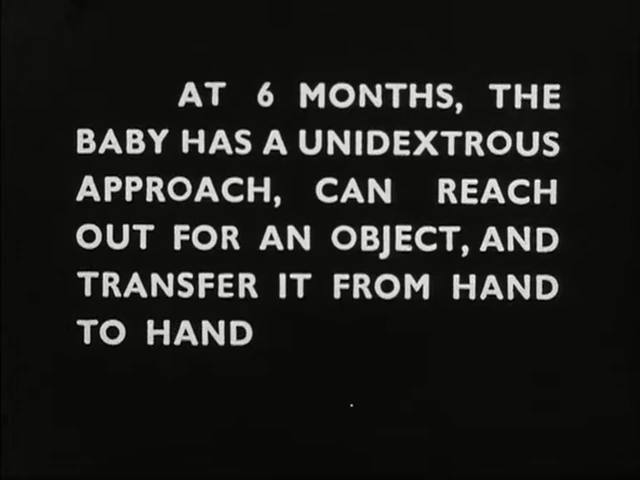 AT 6 MONTHS, THE
BABY HAS A UNIDEXTROUS
APPROACH, CAN REACH
OUT FOR AN OBJECT, AND
TRANSFER IT FROM HAND
TO HAND